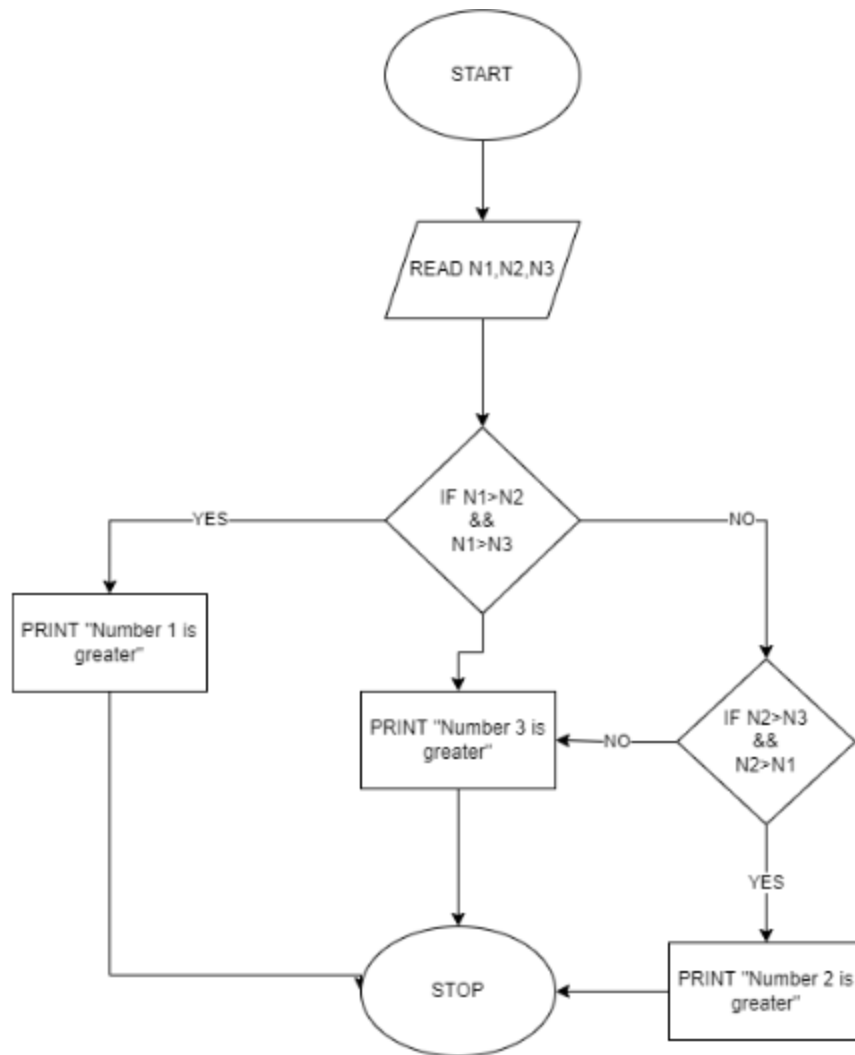 START
READ N1,N2,N3
IF N1>N2
&&
N1>N3
YES
NO
PRINT "Number 1 is
greater"
PRINT "Number 3 is
greater"
NO
IF N2>N3
&&
N2>N1
YES
STOP
PRINT "Number 2 is
greater"